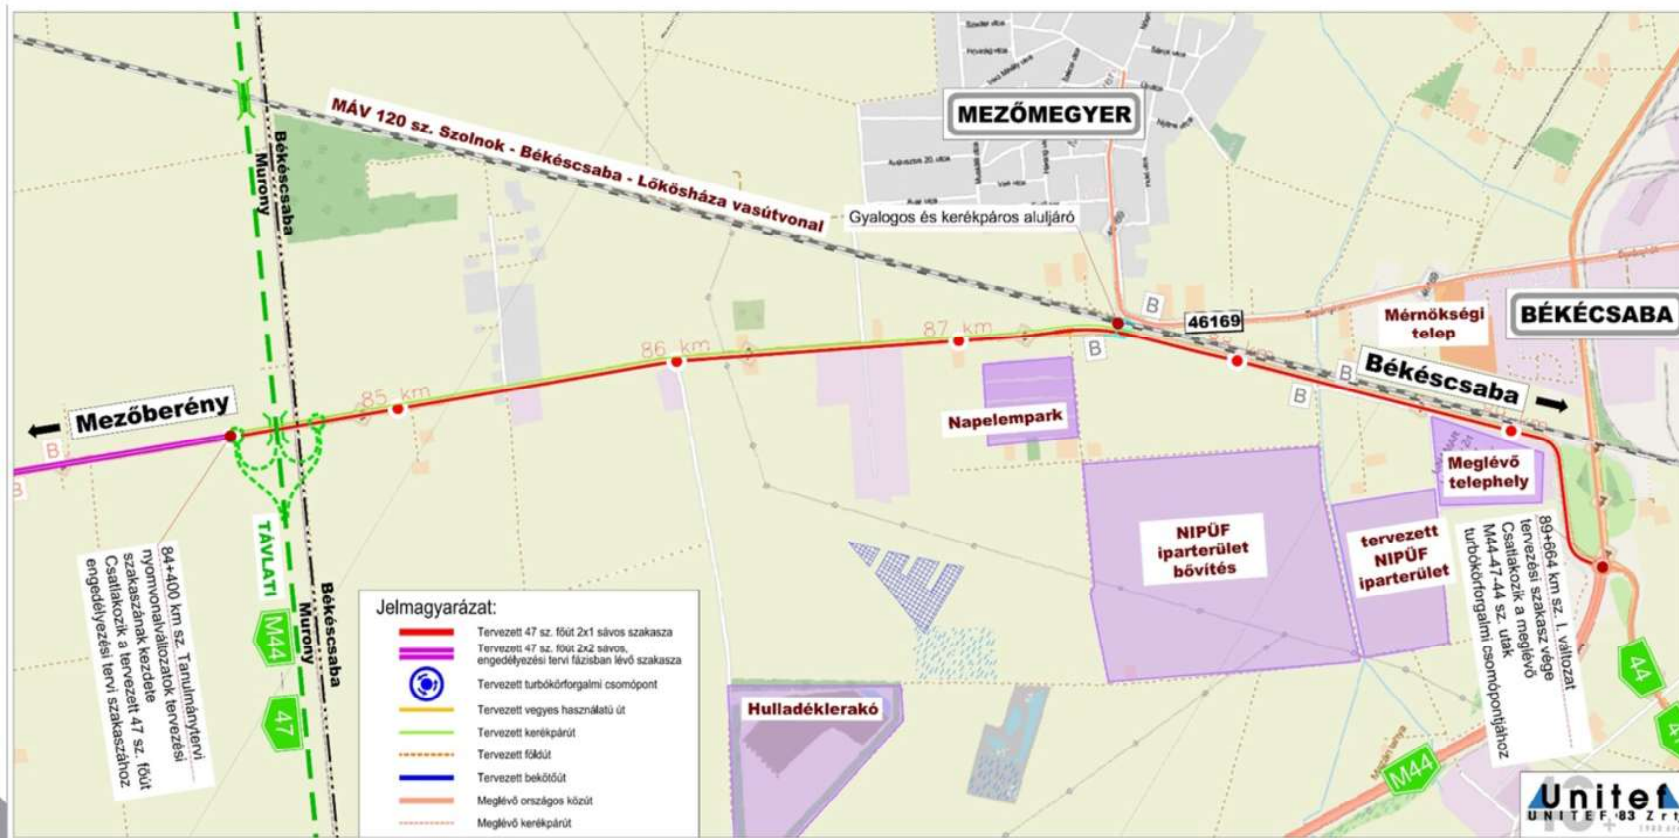 MEZŐMEGYER
MÁV 120 sz. Szolnok - Békéscsaba - Lőkösháza vasútvonal
Gyalogos és kerékpáros aluljáró
Szeder utca
Augusztus 20. utca
Békéscsaba
Murony
B
46169
B
Mérnökségi
telep
BÉKÉCSABA
Békéscsaba
B
B
85 km
86 km
87 km
Mezőberény
B
B
Napelempark
Meglévő
telephely
NIPÜF
iparterület
bővítés
tervezett
NIPÜF
iparterület
TÁVLATI
M44
47
Murony
Békéscsaba
84+400 km sz. Tanulmánytervi
nyomvonalváltozatok tervezési
szakaszának kezdete
Csatlakozik a tervezett 47 sz. főút
engedélyezési tervi szakaszához
89+664 km sz. I. változat
tervezési szakasz vége
Csatlakozik a meglévő
M44-47-44 sz. utak
turbókörforgalmi csomópontjához
Hulladéklerakó
M44
44
Jelmagyarázat:
Tervezett 47 sz. főút 2x1 sávos szakasza
Tervezett 47 sz. főút 2x2 sávos,
engedélyezési tervi fázisban lévő szakasza
Tervezett turbókörforgalmi csomópont
Tervezett vegyes használatú út
Tervezett kerékpárút
Tervezett földút
Tervezett bekötőút
Meglévő országos közút
Meglévő kerékpárút
Unitef
UNITEF '83 Zrt.